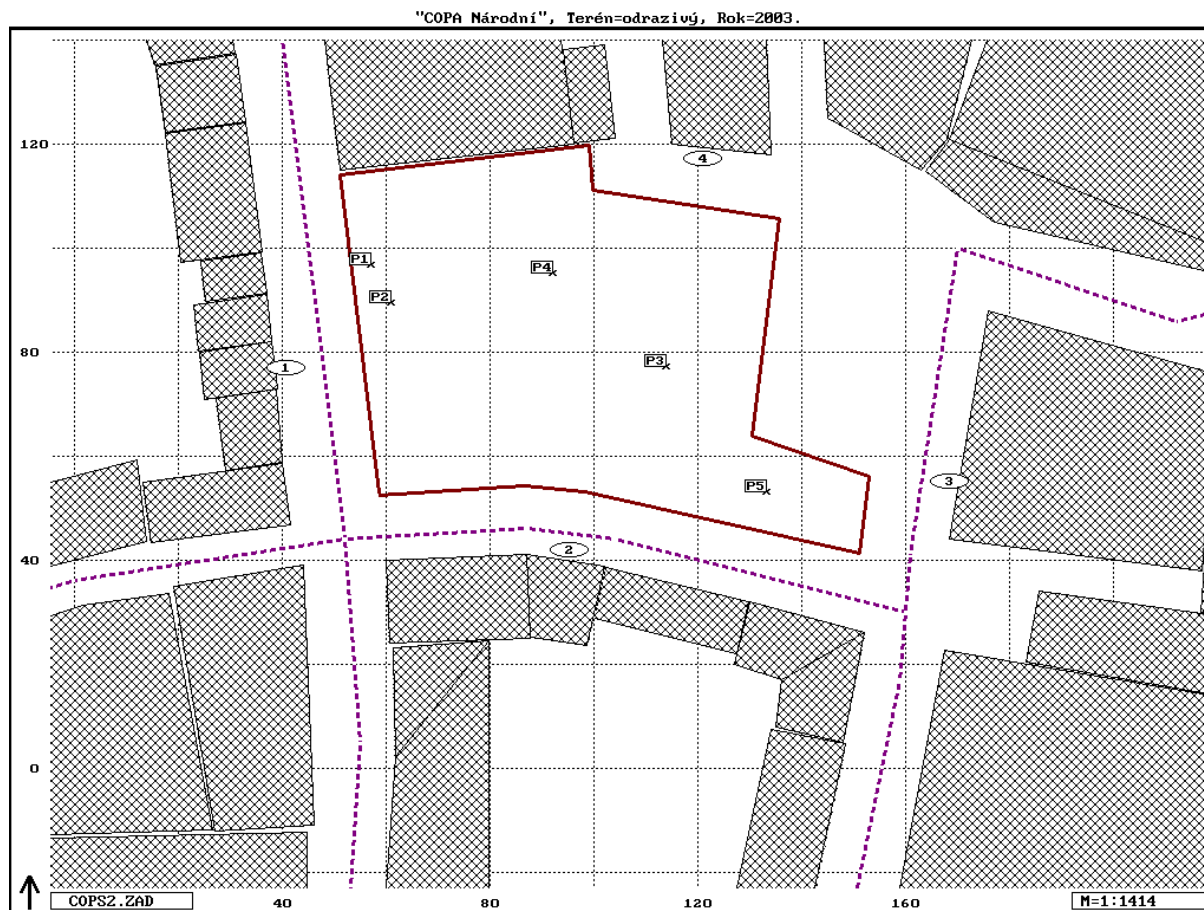 "COPA Národní", Terén=odrazivý, Rok=2003.
120
4
P1
P4
P2
80
1
P3
3
P5
40
2
0
COPS2.ZAD
40
80
120
160
M=1:1414